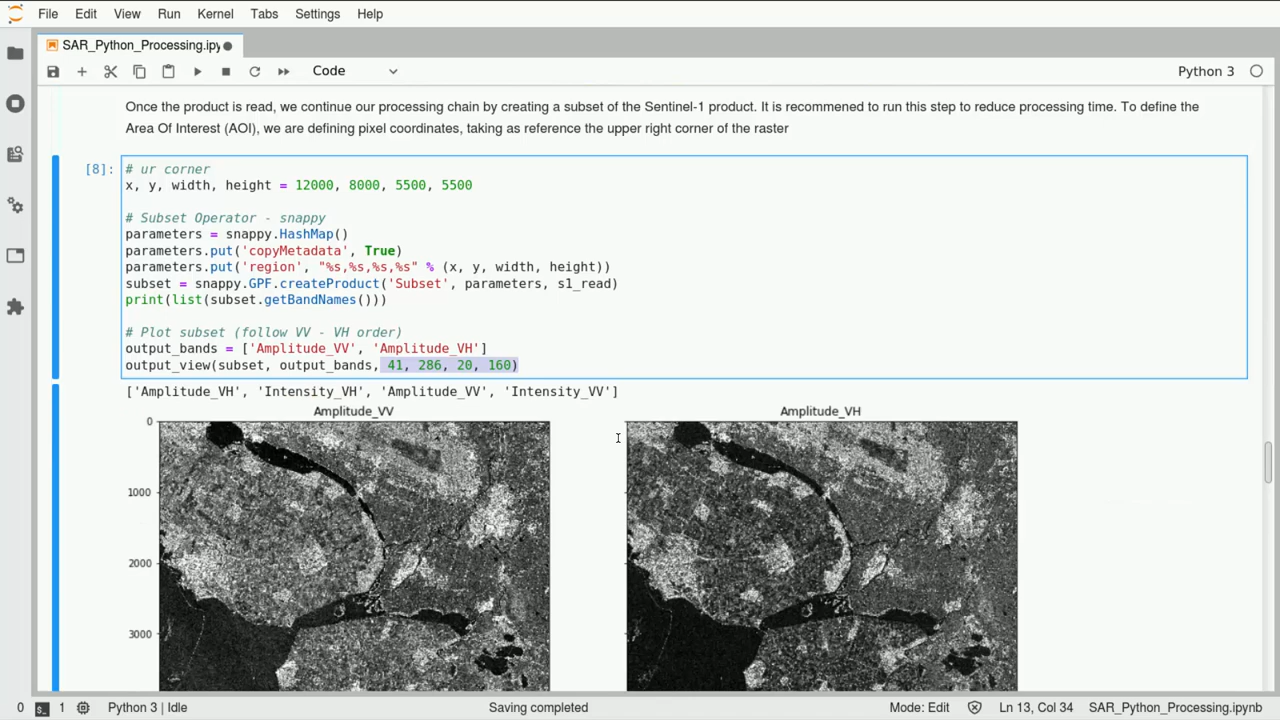 File Edit View Run Kernel Tabs Settings Help
SAR_Python_Processing.ipy
Code
Python 3
Once the product is read, we continue our processing chain by creating a subset of the Sentinel-1 product. It is recommened to run this step to reduce processing time. To define the
Area Of Interest (AOI), we are defining pixel coordinates, taking as reference the upper right corner of the raster
[8]:
# ur corner
x, y, width, height = 12000, 8000, 5500, 5500
# Subset Operator - snappy
parameters = snappy.HashMap()
parameters.put('copyMetadata', True)
parameters.put('region', "%s,%s,%s,%s" % (x, y, width, height))
subset = snappy.GPF.createProduct('Subset', parameters, s1_read)
print(list(subset.getBandNames()))
# Plot subset (follow VV - VH order)
output_bands = ['Amplitude_VV', 'Amplitude_VH']
output_view(subset, output_bands, 41, 286, 20, 160)
['Amplitude_VH', 'Intensity_VH', 'Amplitude_VV', 'Intensity_VV']
Amplitude_VV Amplitude_VH
0
1000
2000
3000
0 $_ 1 Python 3 | Idle Saving completed Mode: Edit Ln 13, Col 34 SAR_Python_Processing.ipynb